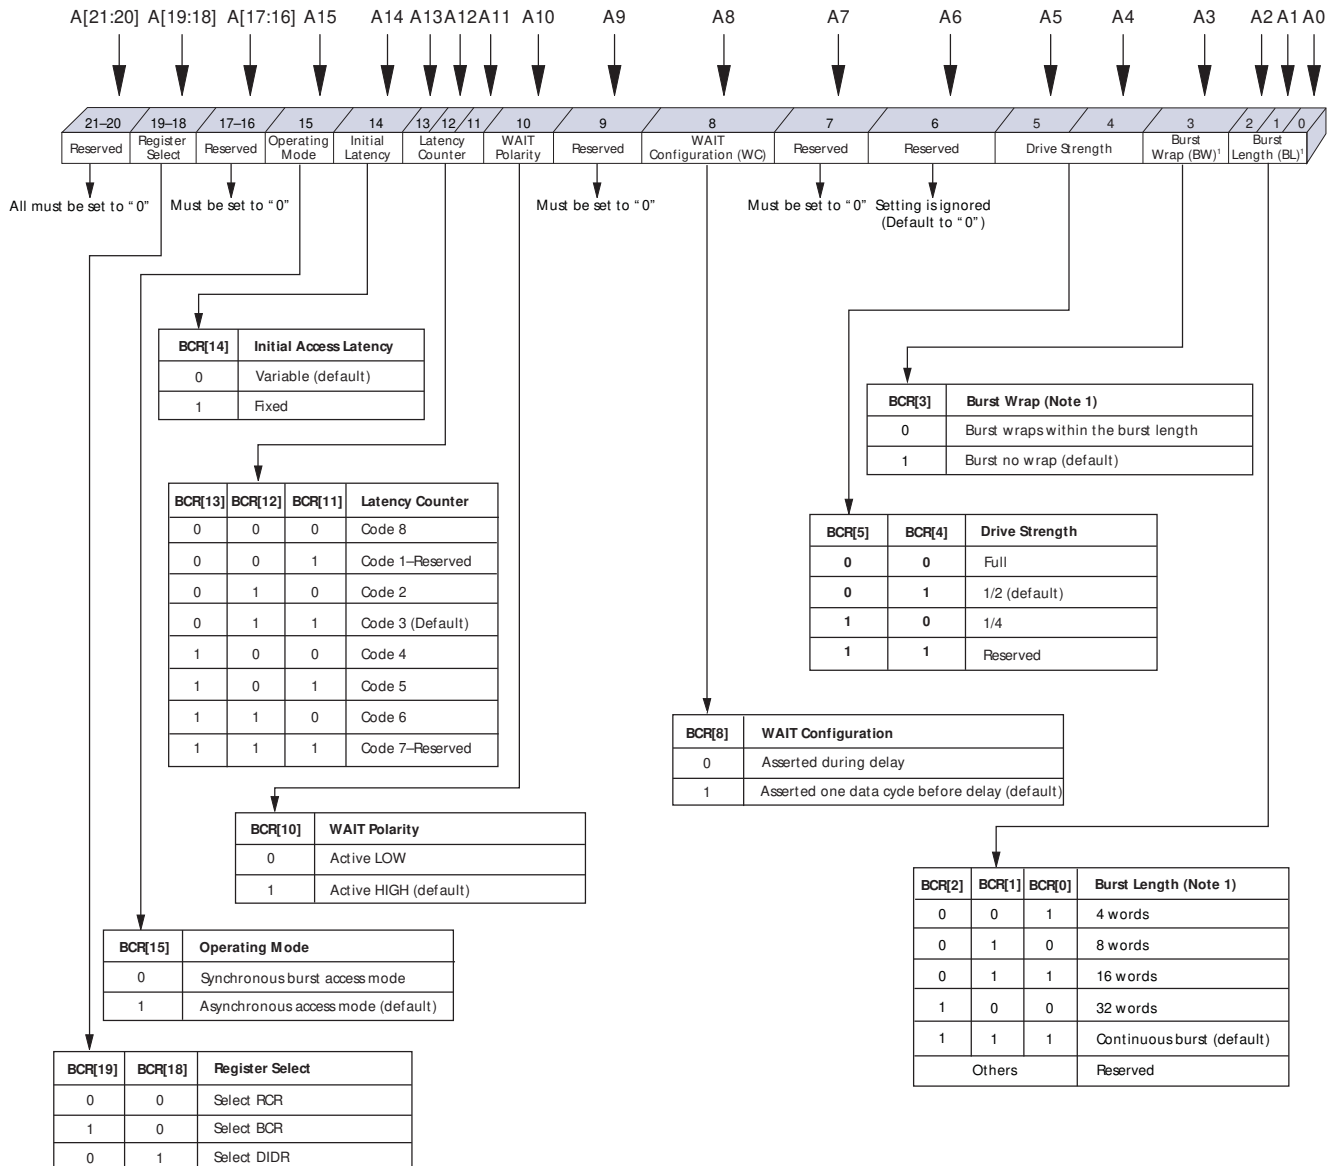 A[21:20] A[19:18] A[17:16] A15 A14 A13 A12 A11 A10 A9 A8 A7 A6 A5 A4 A3 A2 A1 A0
21–20 19–18 17–16 15 14 13 12 11 10 9 8 7 6 5 4 3 2 1 0
Reserved
Register Select
Reserved
Operating Mode
Initial Latency
Latency Counter
WAIT Polarity
Reserved
WAIT Configuration (WC)
Reserved
Reserved
Drive Strength
Burst Wrap (BW)1
Burst Length (BL)1
All must be set to "0"
Must be set to "0"
Must be set to "0"
Must be set to "0"
Setting is ignored
(Default to "0")
BCR[14] Initial Access Latency
0 Variable (default)
1 Fixed
BCR[3] Burst Wrap (Note 1)
0 Burst wraps within the burst length
1 Burst no wrap (default)
BCR[13] BCR[12] BCR[11] Latency Counter
0 0 0 Code 8
0 0 1 Code 1–Reserved
0 1 0 Code 2
0 1 1 Code 3 (Default)
1 0 0 Code 4
1 0 1 Code 5
1 1 0 Code 6
1 1 1 Code 7–Reserved
BCR[5] BCR[4] Drive Strength
0 0 Full
0 1 1/2 (default)
1 0 1/4
1 1 Reserved
BCR[8] WAIT Configuration
0 Asserted during delay
1 Asserted one data cycle before delay (default)
BCR[10] WAIT Polarity
0 Active LOW
1 Active HIGH (default)
BCR[2] BCR[1] BCR[0] Burst Length (Note 1)
0 0 1 4 words
0 1 0 8 words
0 1 1 16 words
1 0 0 32 words
1 1 1 Continuous burst (default)
Others Reserved
BCR[15] Operating Mode
0 Synchronous burst access mode
1 Asynchronous access mode (default)
BCR[19] BCR[18] Register Select
0 0 Select RCR
1 0 Select BCR
0 1 Select DIDR